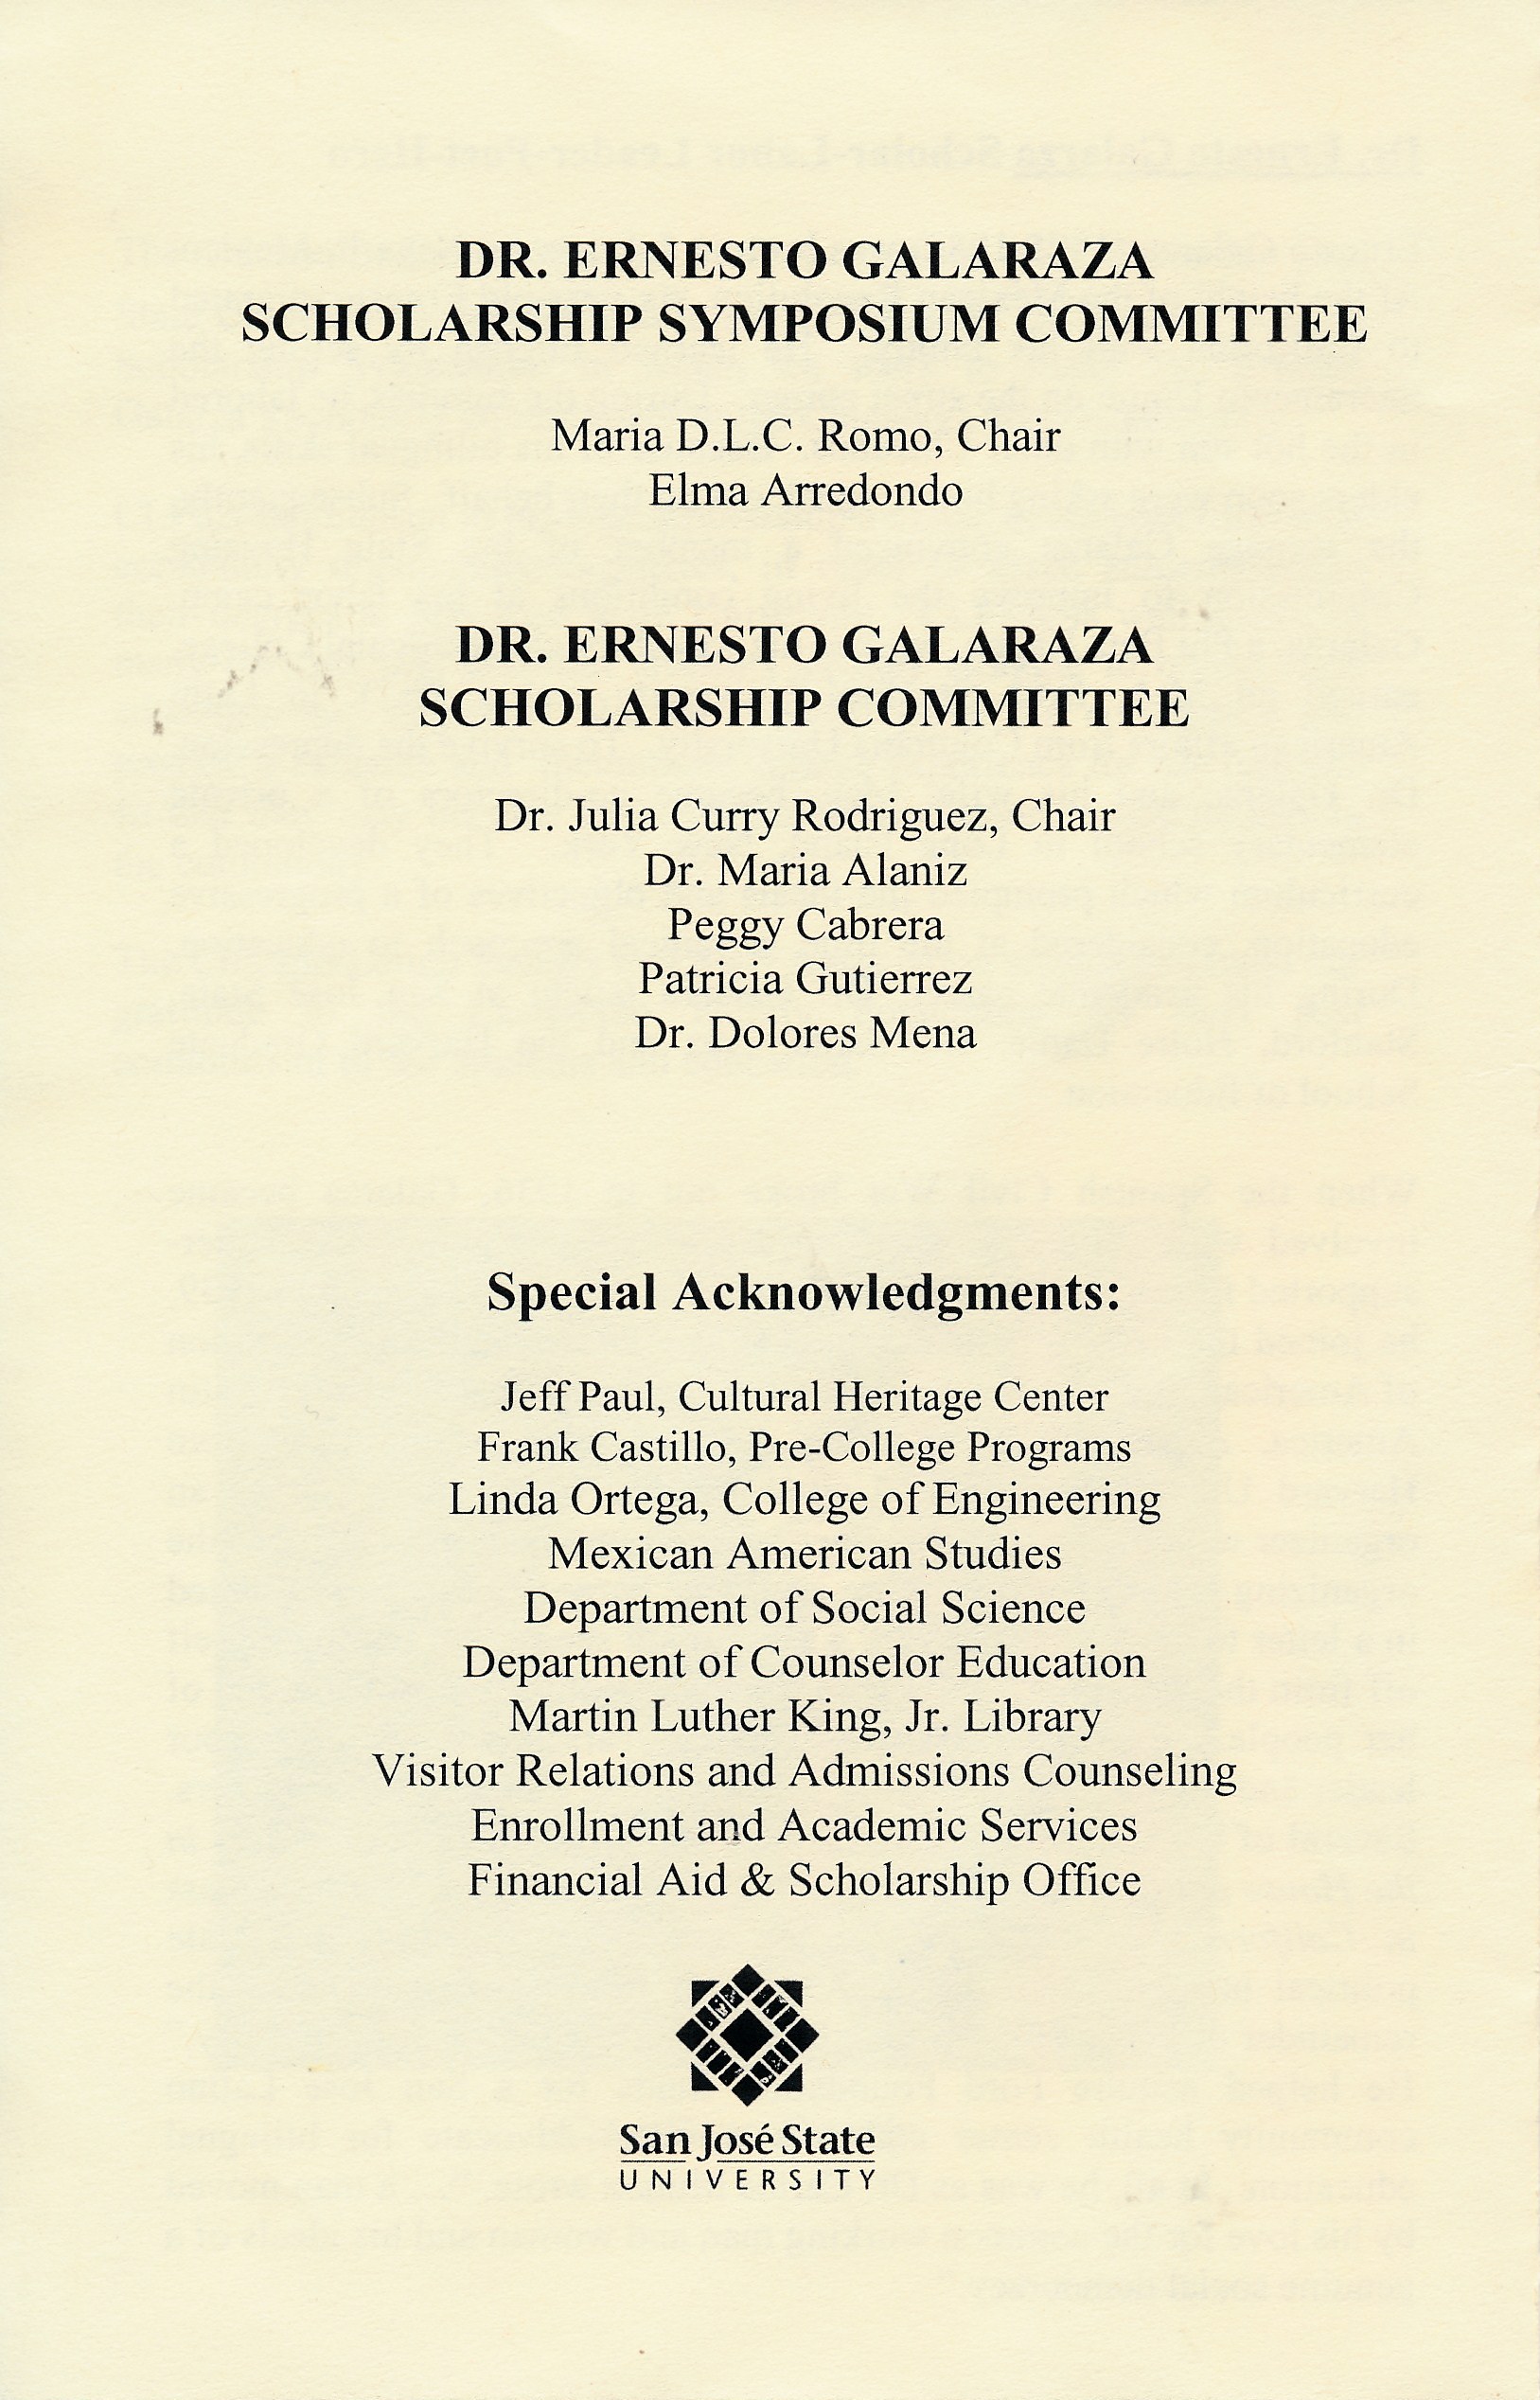 DR. ERNESTO GALARAZA
SCHOLARSHIP SYMPOSIUM COMMITTEE
Maria D.L.C. Romo, Chair
Elma Arredondo
DR. ERNESTO GALARAZA
SCHOLARSHIP COMMITTEE
Dr. Julia Curry Rodriguez, Chair
Dr. Maria Alaniz
Peggy Cabrera
Patricia Gutierrez
Dr. Dolores Mena
Special Acknowledgments:
Jeff Paul, Cultural Heritage Center
Frank Castillo, Pre-College Programs
Linda Ortega, College of Engineering
Mexican American Studies
Department of Social Science
Department of Counselor Education
Martin Luther King, Jr. Library
Visitor Relations and Admissions Counseling
Enrollment and Academic Services
Financial Aid & Scholarship Office
San José State
UNIVERSITY